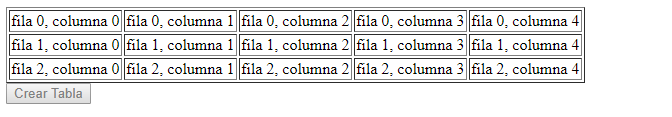 fila 0, columna 0 fila 0, columna 1 fila 0, columna 2 fila 0, columna 3 fila 0, columna 4
fila 1, columna 0 fila 1, columna 1 fila 1, columna 2 fila 1, columna 3 fila 1, columna 4
fila 2, columna 0 fila 2, columna 1 fila 2, columna 2 fila 2, columna 3 fila 2, columna 4
Crear Tabla